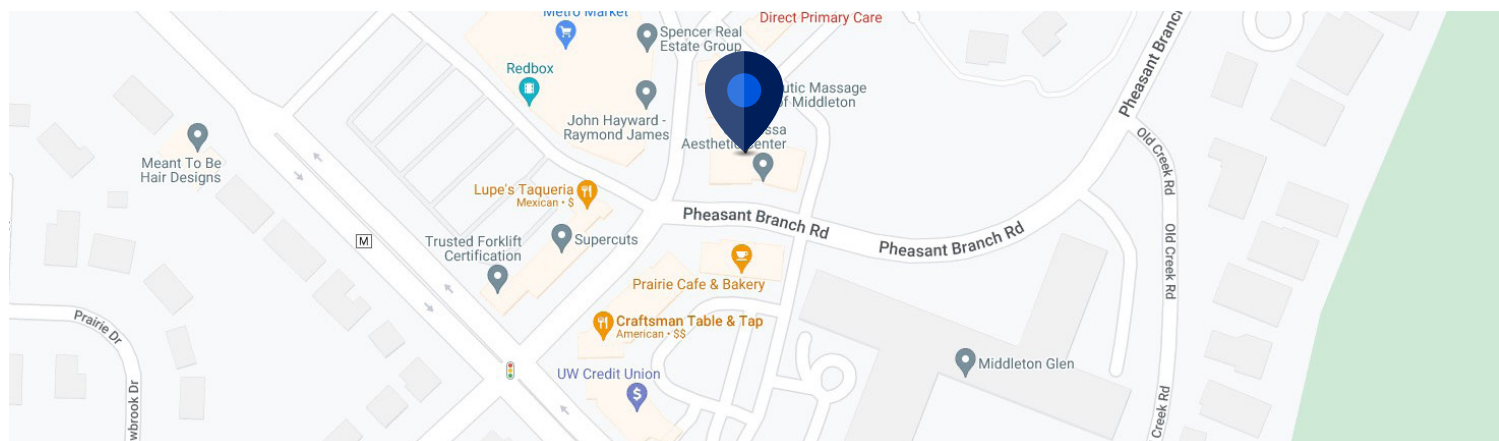 Metro Market
Direct Primary Care
Spencer Real
Estate Group
Redbox
Massage
of Middleton
John Hayward -
Raymond James
Aesthetic Center
Meant To Be
Hair Designs
Lupe's Taqueria
Mexican • $
Trusted Forklift
Certification
Supercuts
Pheasant Branch Rd
Pheasant Branch Rd
Pheasant Branch
Old Creek Rd
Old Creek Rd
M
Prairie Cafe & Bakery
Craftsman Table & Tap
American • $$
UW Credit Union
$
Middleton Glen
Prairie Dr
Creek Rd